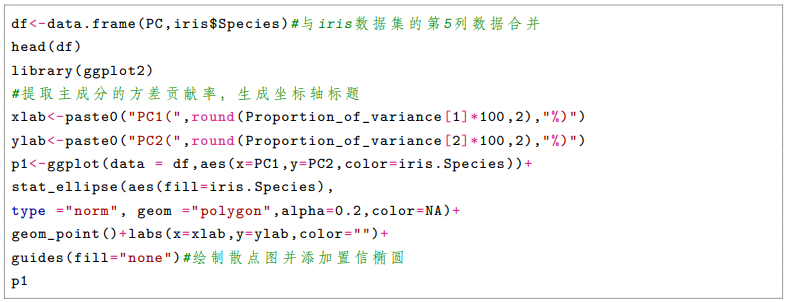 df<-data.frame(PC,iris$Species)#与iris数据集的第5列数据合并
head(df)
library(ggplot2)
#提取主成分的方差贡献率，生成坐标轴标题
xlab<-paste0("PC1(",round(Proportion_of_variance[1]*100,2),"%)")
ylab<-paste0("PC2(",round(Proportion_of_variance[2]*100,2),"%)")
p1<-ggplot(data = df,aes(x=PC1,y=PC2,color=iris.Species))+
stat_ellipse(aes(fill=iris.Species),
type ="norm", geom ="polygon",alpha=0.2,color=NA)+
geom_point()+labs(x=xlab,y=ylab,color="")+
guides(fill="none")#绘制散点图并添加置信椭圆
p1